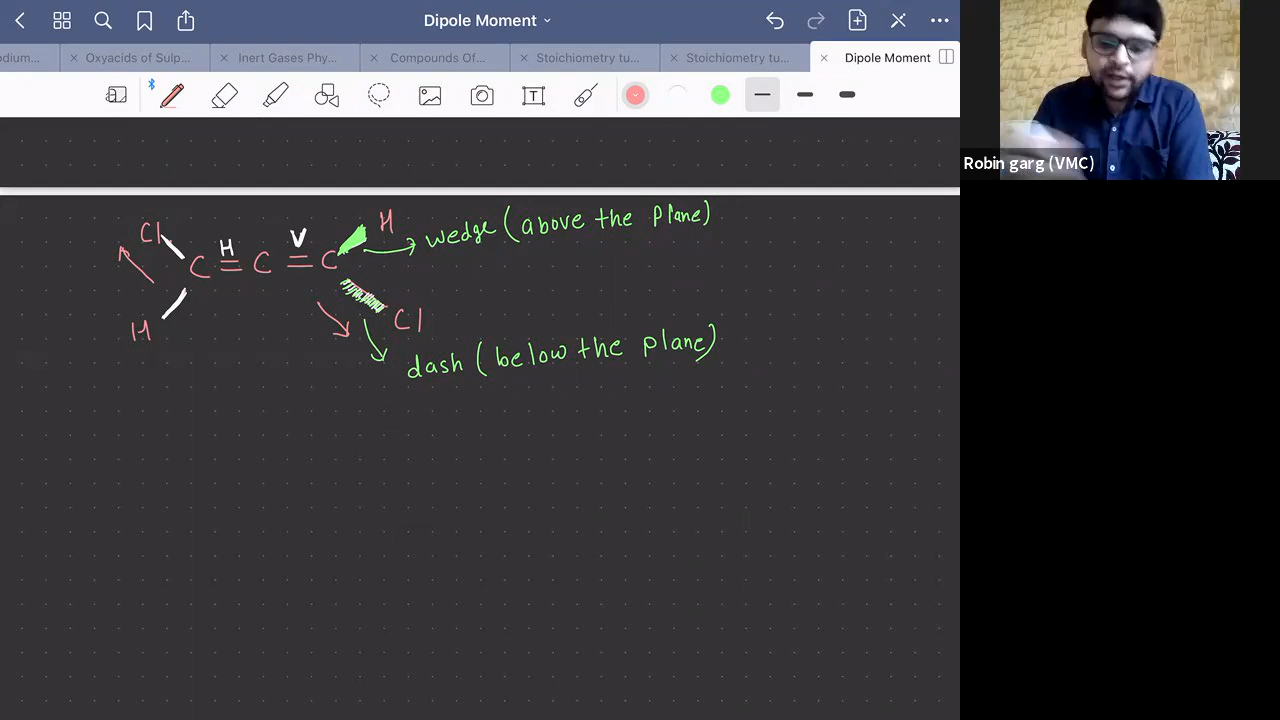 Dipole Moment
odium...
Oxyacids of Sulp...
Inert Gases Phy...
Compounds Of...
Stoichiometry tu...
Stoichiometry tu...
Dipole Moment
T
Robin garg (VMC)
Cl H wedge (above the plane)
C H = C V = C
H Cl
dash (below the plane)